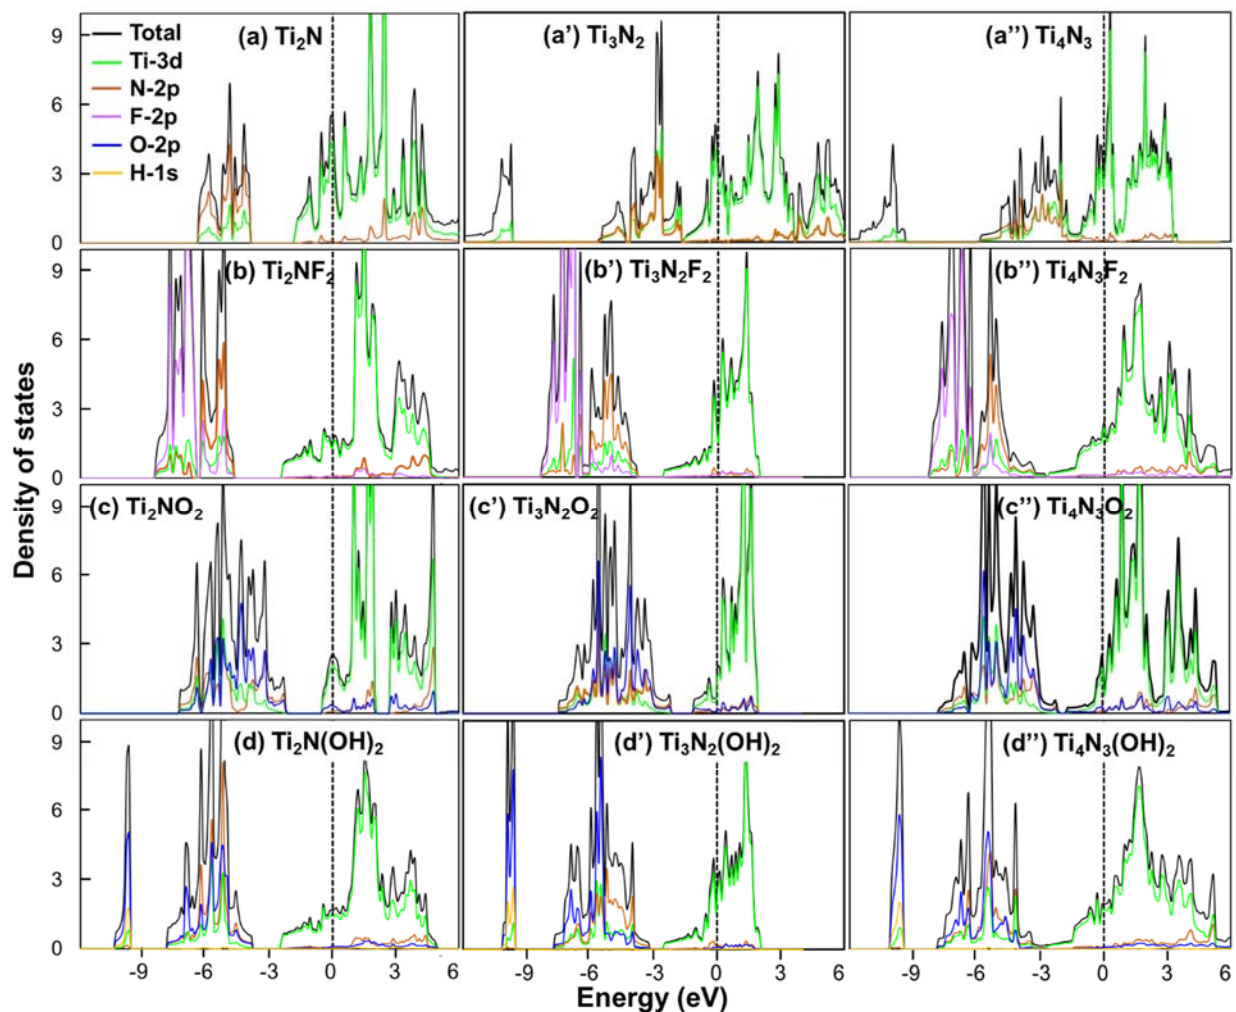 (a) Ti₂N
(a’) Ti₃N₂
(a’’) Ti₄N₃
Total
Ti-3d
N-2p
F-2p
O-2p
H-1s
9
6
3
0
(b) Ti₂NF₂
(b’) Ti₃N₂F₂
(b’’) Ti₄N₃F₂
9
6
3
0
(c) Ti₂NO₂
(c’) Ti₃N₂O₂
(c’’) Ti₄N₃O₂
9
6
3
0
(d) Ti₂N(OH)₂
(d’) Ti₃N₂(OH)₂
(d’’) Ti₄N₃(OH)₂
9
6
3
0
-9 -6 -3 0 3 6
-9 -6 -3 0 3 6
-9 -6 -3 0 3 6
Density of states
Energy (eV)